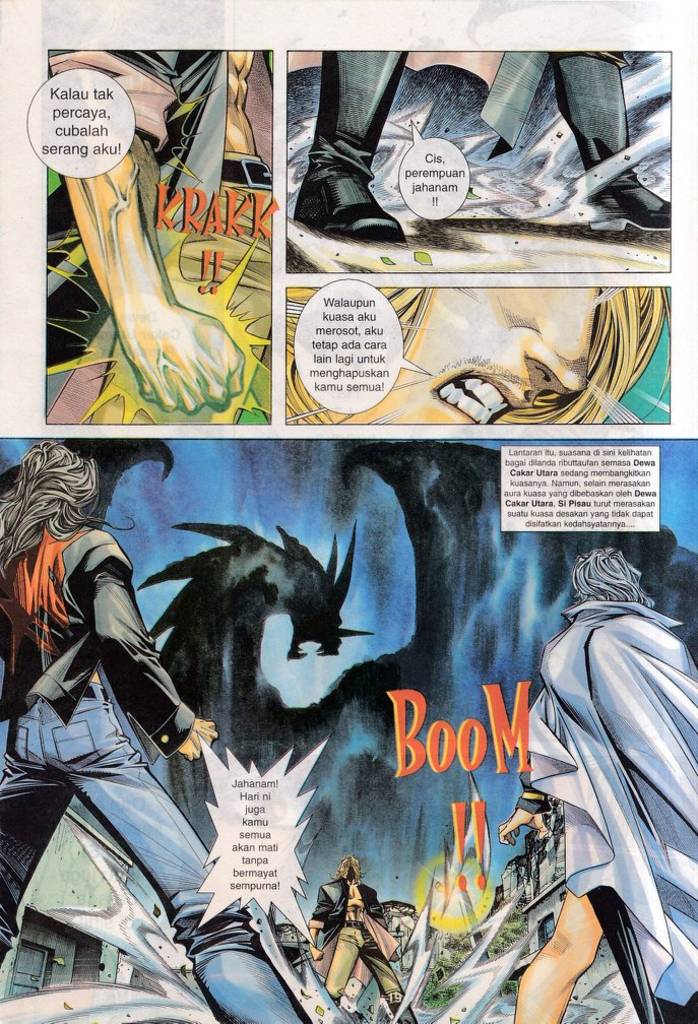 Kalau tak
percaya,
cubalah
serang aku!
KRAKK
!!
Cis,
perempuan
jahanam
!!
Walaupun
kuasa aku
merosot, aku
tetap ada cara
lain lagi untuk
menghapuskan
kamu semua!
Lantaran itu, suasana di sini kelihatan
bagai dilanda ributtaufan semasa Dewa
Cakar Utara sedang membangkitkan
kuasanya. Namun, selain merasakan
aura kuasa yang dibebaskan oleh Dewa
Cakar Utara, Si Pisau turut merasakan
suatu kuasa desakan yang tidak dapat
disifatkan kedahsyatannya....
BOOM
!!
Jahanam!
Hari ni
juga
kamu
semua
akan mati
tanpa
bermayat
sempurna!